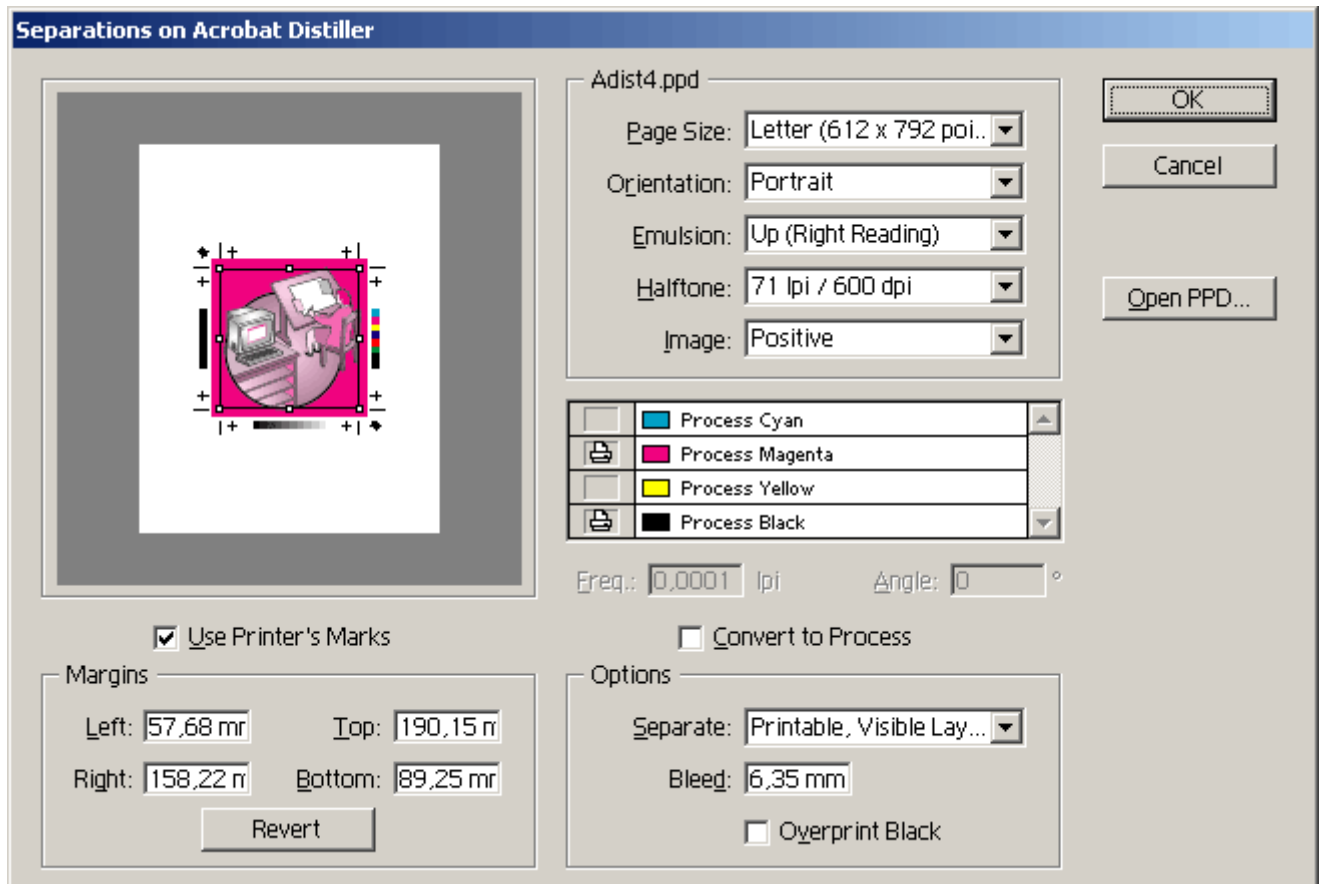 Separations on Acrobat Distiller
Adist4.ppd
Page Size: Letter (612 x 792 poi..
Orientation: Portrait
Emulsion: Up (Right Reading)
Halftone: 71 lpi / 600 dpi
Image: Positive
OK
Cancel
Open PPD...
Process Cyan
Process Magenta
Process Yellow
Process Black
Freq.: 0,0001 lpi Angle: 0 °
Use Printer's Marks
Convert to Process
Margins
Left: 57,68 mr Top: 190,15 n
Right: 158,22 n Bottom: 89,25 mr
Revert
Options
Separate: Printable, Visible Lay...
Bleed: 6,35 mm
Overprint Black